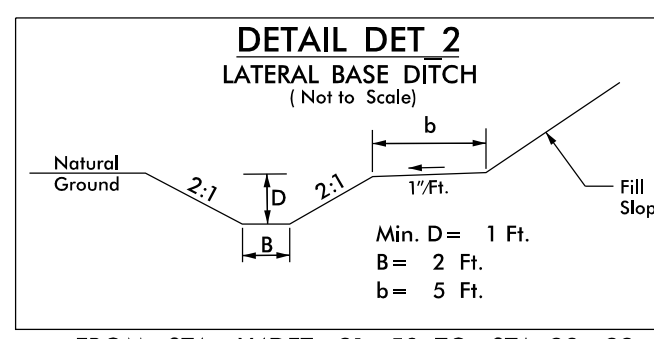 DETAIL DET 2
LATERAL BASE DITCH
( Not to Scale)
b
Natural
Ground
2:1
D
2:1
1"/Ft.
B
Fill
Slop
Min. D = 1 Ft.
B = 2 Ft.
b = 5 Ft.